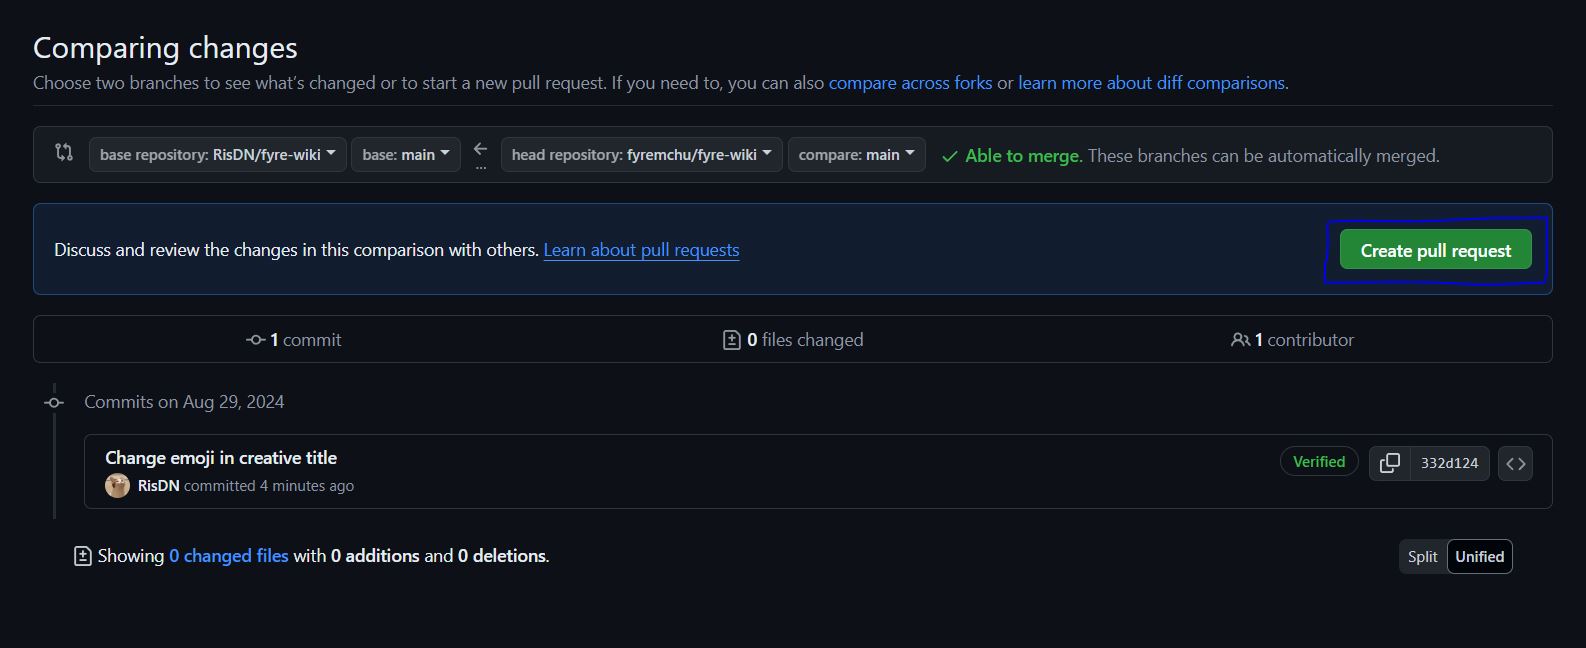 Comparing changes
Choose two branches to see what's changed or to start a new pull request. If you need to, you can also compare across forks or learn more about diff comparisons.
base repository: RisDN/fyre-wiki base: main ... head repository: fyremchu/fyre-wiki compare: main Able to merge. These branches can be automatically merged.
Discuss and review the changes in this comparison with others. Learn about pull requests Create pull request
1 commit 0 files changed 1 contributor
Commits on Aug 29, 2024
Change emoji in creative title
RisDN committed 4 minutes ago
Verified 332d124
Showing 0 changed files with 0 additions and 0 deletions. Split Unified